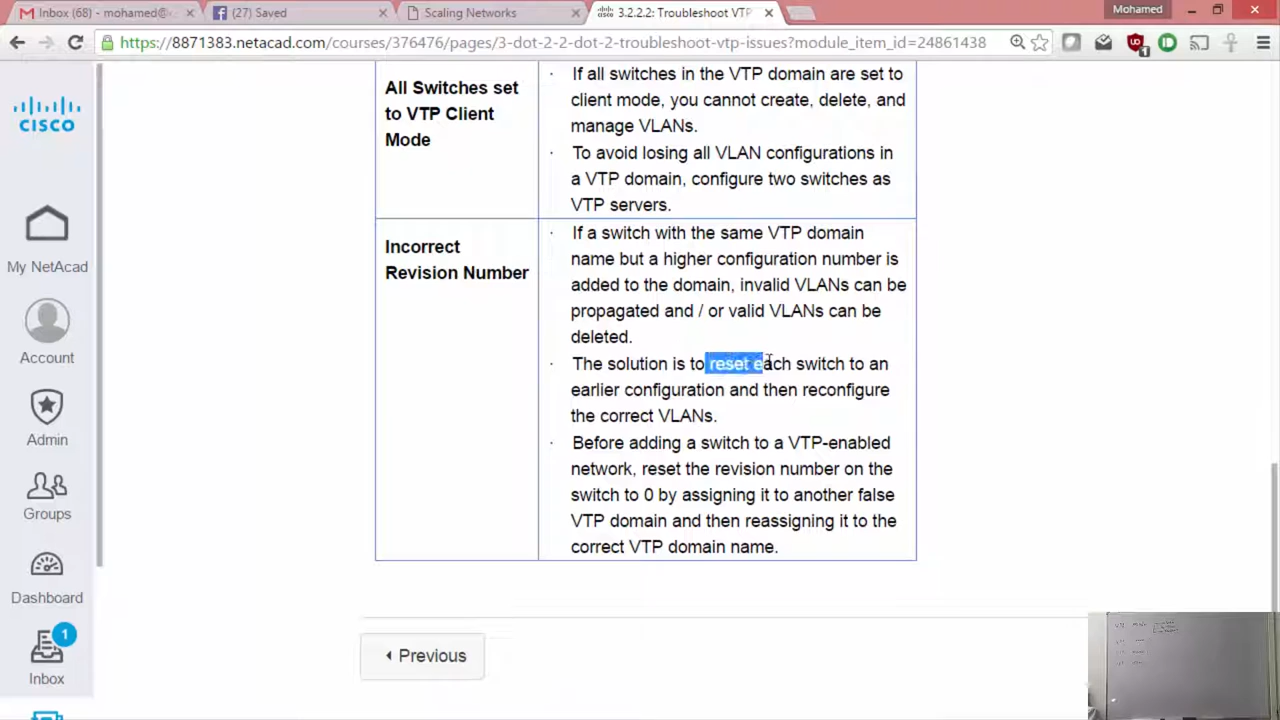 Gmail
Inbox (68) - mohamed@
(27) Saved
Scaling Networks
3.2.2.2: Troubleshoot VTP
Mohamed
https://8871383.netacad.com/courses/376476/pages/3-dot-2-2-dot-2-troubleshoot-vtp-issues?module_item_id=24861438
1
CISCO
My NetAcad
Account
Admin
Groups
Dashboard
1
Inbox
All Switches set
to VTP Client
Mode
· If all switches in the VTP domain are set to
client mode, you cannot create, delete, and
manage VLANs.
· To avoid losing all VLAN configurations in
a VTP domain, configure two switches as
VTP servers.
Incorrect
Revision Number
· If a switch with the same VTP domain
name but a higher configuration number is
added to the domain, invalid VLANs can be
propagated and / or valid VLANs can be
deleted.
· The solution is to reset each switch to an
earlier configuration and then reconfigure
the correct VLANs.
· Before adding a switch to a VTP-enabled
network, reset the revision number on the
switch to 0 by assigning it to another false
VTP domain and then reassigning it to the
correct VTP domain name.
Previous